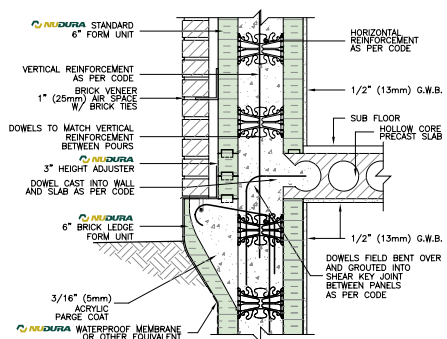 NUDURA STANDARD
6" FORM UNIT
VERTICAL REINFORCEMENT
AS PER CODE
BRICK VENEER
1" (25mm) AIR SPACE
W/ BRICK TIES
DOWELS TO MATCH VERTICAL
REINFORCEMENT
BETWEEN POURS
NUDURA
3" HEIGHT ADJUSTER
DOWEL CAST INTO WALL
AND SLAB AS PER CODE
NUDURA
6" BRICK LEDGE
FORM UNIT
3/16" (5mm)
ACRYLIC
PARGE COAT
NUDURA WATERPROOF MEMBRANE
OR OTHER EQUIVALENT
HORIZONTAL
REINFORCEMENT
AS PER CODE
1/2" (13mm) G.W.B.
SUB FLOOR
HOLLOW CORE
PRECAST SLAB
1/2" (13mm) G.W.B.
DOWELS FIELD BENT OVER
AND GROUTED INTO
SHEAR KEY JOINT
BETWEEN PANELS
AS PER CODE